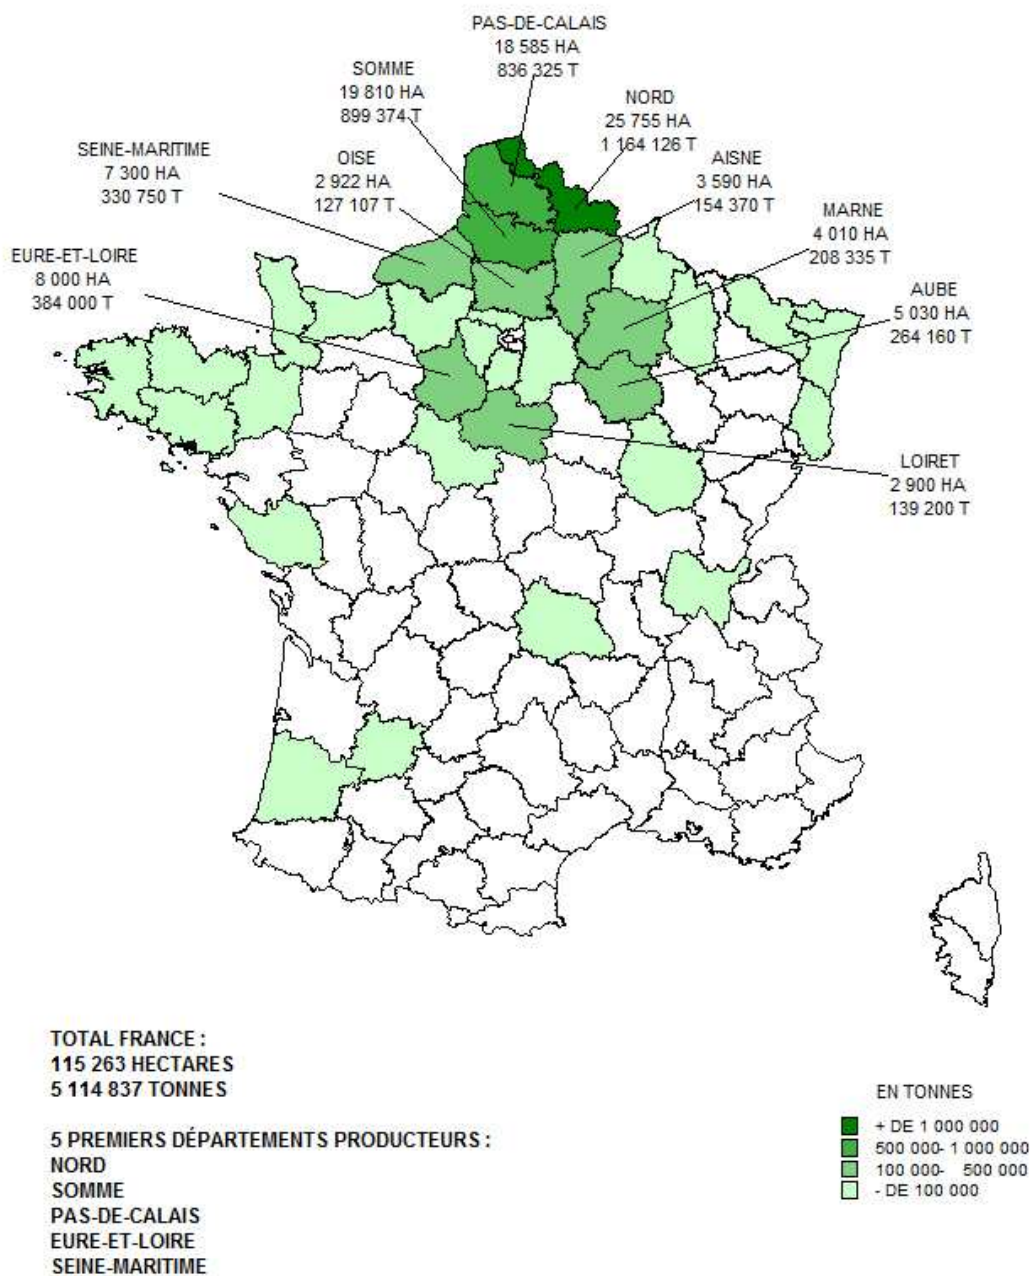 PAS-DE-CALAIS
18 585 HA
836 325 T
SOMME
19 810 HA
899 374 T
NORD
25 755 HA
1 164 126 T
SEINE-MARITIME
7 300 HA
330 750 T
OISE
2 922 HA
127 107 T
AISNE
3 590 HA
154 370 T
MARNE
4 010 HA
208 335 T
EURE-ET-LOIRE
8 000 HA
384 000 T
AUBE
5 030 HA
264 160 T
LOIRET
2 900 HA
139 200 T
TOTAL FRANCE :
115 263 HECTARES
5 114 837 TONNES
5 PREMIERS DÉPARTEMENTS PRODUCTEURS :
NORD
SOMME
PAS-DE-CALAIS
EURE-ET-LOIRE
SEINE-MARITIME
EN TONNES
+ DE 1 000 000
500 000- 1 000 000
100 000- 500 000
- DE 100 000